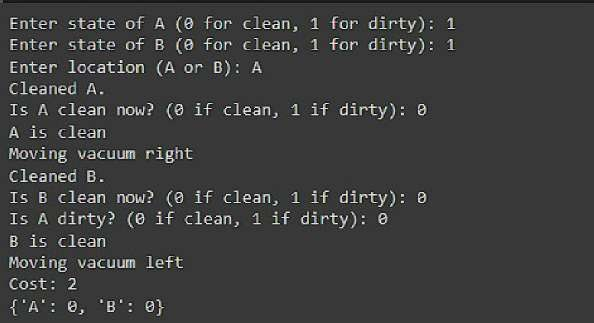 Enter state of A (0 for clean, 1 for dirty): 1
Enter state of B (0 for clean, 1 for dirty): 1
Enter location (A or B): A
Cleaned A.
Is A clean now? (0 if clean, 1 if dirty): 0
A is clean
Moving vacuum right
Cleaned B.
Is B clean now? (0 if clean, 1 if dirty): 0
Is A dirty? (0 if clean, 1 if dirty): 0
B is clean
Moving vacuum left
Cost: 2
{'A': 0, 'B': 0}